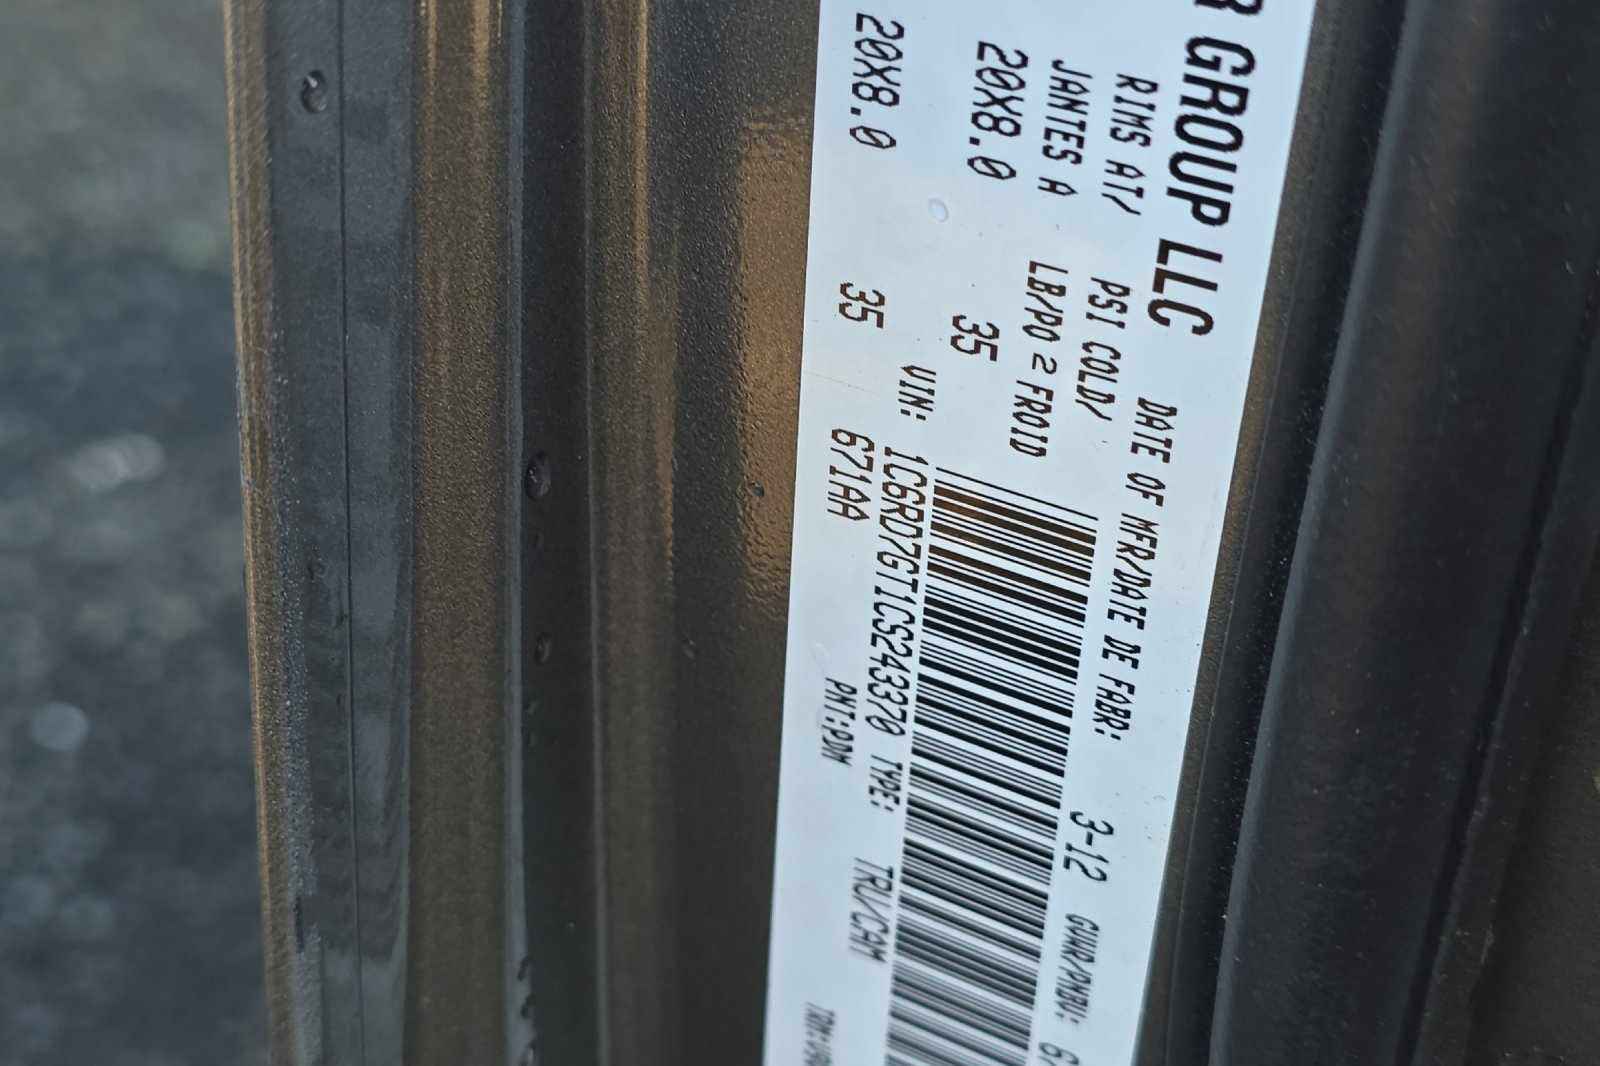 GROUP LLC
DATE OF MFR/DATE DE FABR: 3-12 GVWR/PNBV:
RIMS AT/ PSI COLD/
JANTES A LB/PO 2 FROID
20X8.0 35
20X8.0 35
VIN: 1C6RD7GT1CS243370 TYPE: TRU/CAM
671AA PNT:PDM